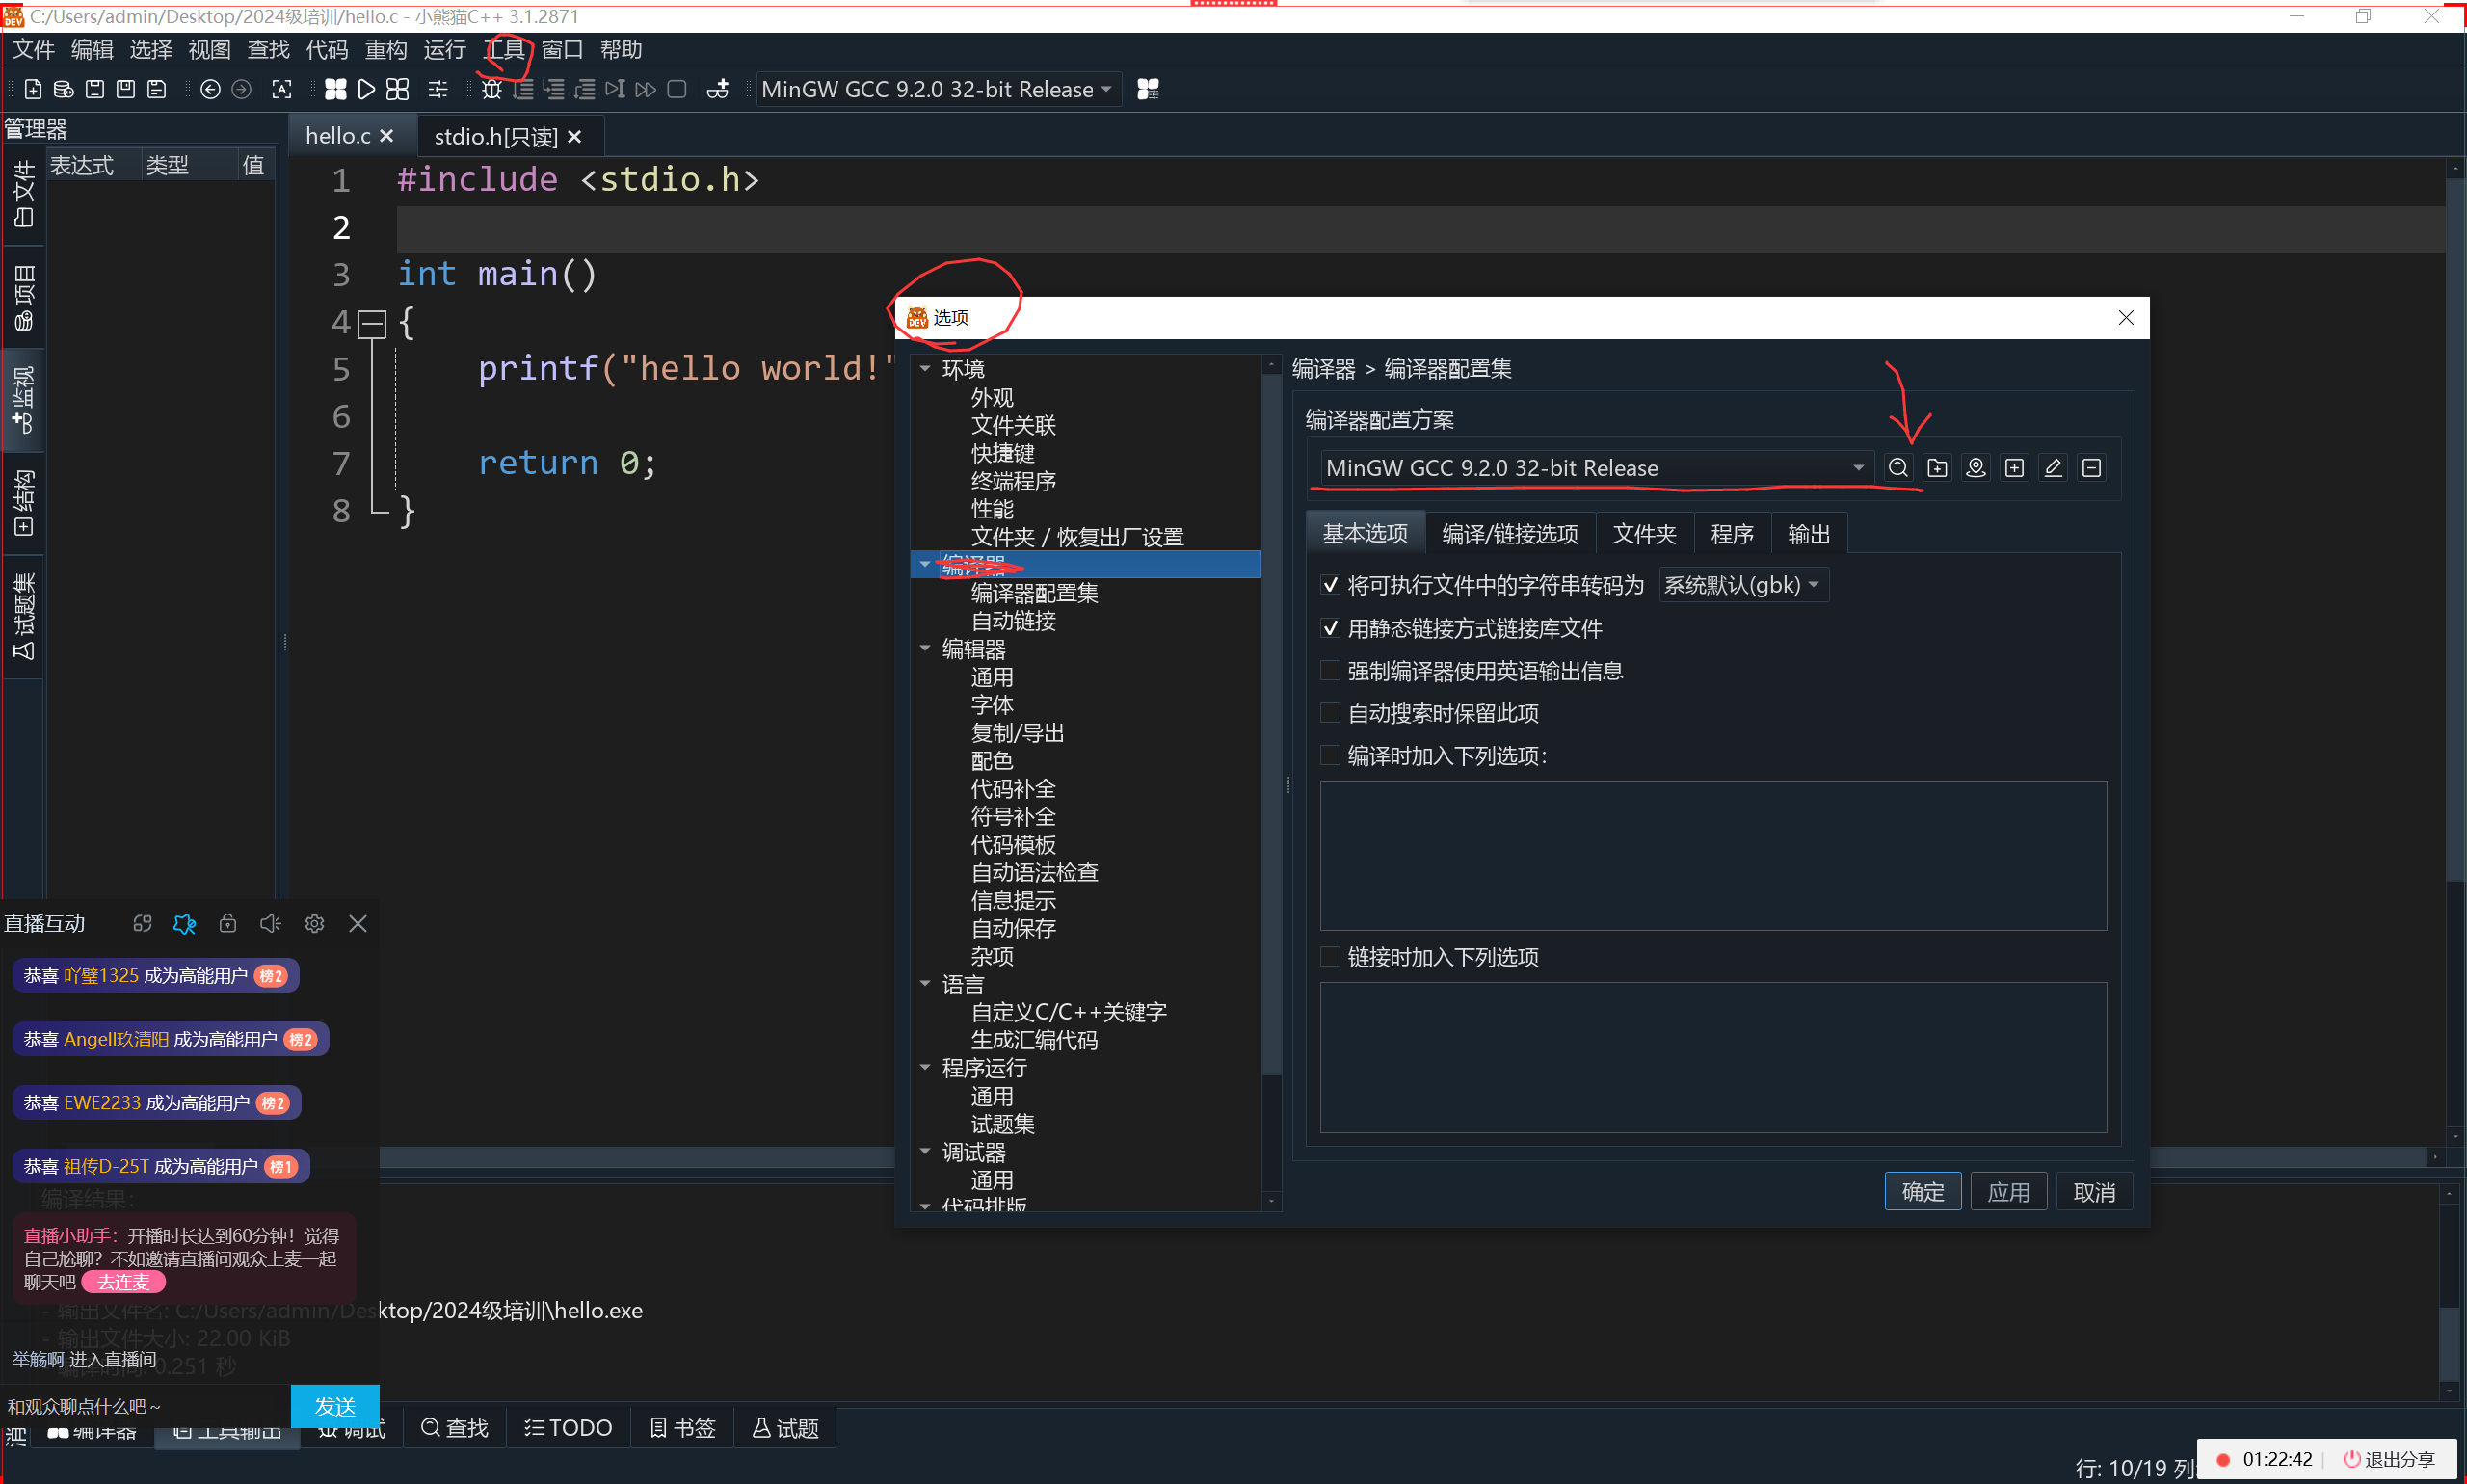 C:/Users/admin/Desktop/2024级培训/hello.c - 小熊猫C++ 3.1.2871
文件 编辑 选择 视图 查找 代码 重构 运行 工具 窗口 帮助
MinGW GCC 9.2.0 32-bit Release
管理器
表达式 类型 值
文件
项目
监视
结构
试题集
hello.c
stdio.h[只读]
1 #include <stdio.h>
2
3 int main()
4 {
5 printf("hello world!"
6
7 return 0;
8 }
选项
环境
外观
文件关联
快捷键
终端程序
性能
文件夹 / 恢复出厂设置
编译器
编译器配置集
自动链接
编辑器
通用
字体
复制/导出
配色
代码补全
符号补全
代码模板
自动语法检查
信息提示
自动保存
杂项
语言
自定义C/C++关键字
生成汇编代码
程序运行
通用
试题集
调试器
通用
代码排版
编译器 > 编译器配置集
编译器配置方案
MinGW GCC 9.2.0 32-bit Release
基本选项 编译/链接选项 文件夹 程序 输出
将可执行文件中的字符串转码为 系统默认(gbk)
用静态链接方式链接库文件
强制编译器使用英语输出信息
自动搜索时保留此项
编译时加入下列选项:
链接时加入下列选项
确定 应用 取消
直播互动
恭喜 吖璧1325 成为高能用户 榜2
恭喜 Angell玖清阳 成为高能用户 榜2
恭喜 EWE2233 成为高能用户 榜2
恭喜 祖传D-25T 成为高能用户 榜1
编译结果:
直播小助手: 开播时长达到60分钟！觉得
自己尬聊？不如邀请直播间观众上麦一起
聊天吧 去连麦
- 输出文件名: C:/Users/admin/Desktop/2024级培训\hello.exe
- 输出文件大小: 22.00 KiB
举觞啊 进入直播间
编译时间: 0.251 秒
和观众聊点什么吧~
发送
消
编译器 工具输出 调试 查找 TODO 书签 试题
行: 10/19 列:
01:22:42 退出分享